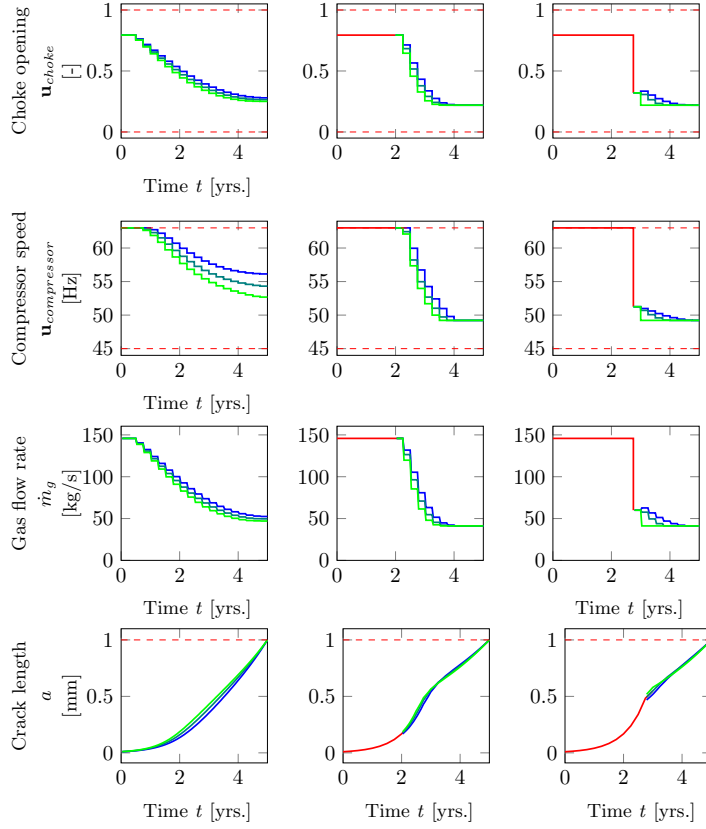 Choke opening
u_choke
[-]
1
0.5
0
0 2 4
Time t [yrs.]
1
0.5
0
0 2 4
1
0.5
0
0 2 4
Time t [yrs.]
Compressor speed
u_compressor
[Hz]
60
55
50
45
0 2 4
Time t [yrs.]
60
55
50
45
0 2 4
Time t [yrs.]
60
55
50
45
0 2 4
Time t [yrs.]
Gas flow rate
ṁ_g
[kg/s]
150
100
50
0
0 2 4
Time t [yrs.]
150
100
50
0
0 2 4
Time t [yrs.]
150
100
50
0
0 2 4
Time t [yrs.]
Crack length
a
[mm]
1
0.5
0
0 2 4
Time t [yrs.]
1
0.5
0
0 2 4
Time t [yrs.]
1
0.5
0
0 2 4
Time t [yrs.]